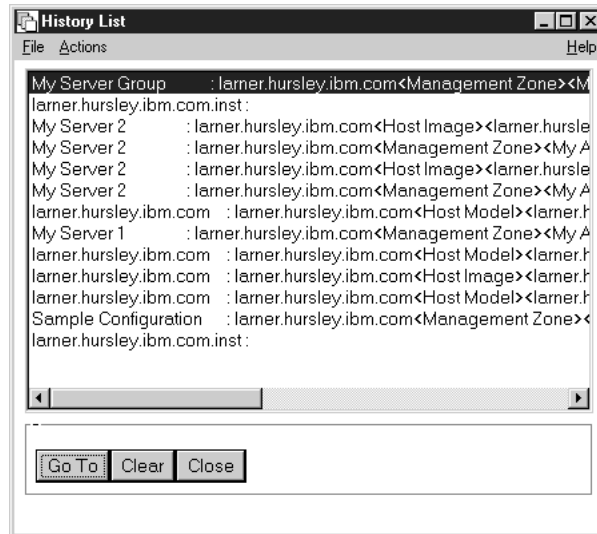 History List
File Actions Help
My Server Group : larner.hursley.ibm.com<Management Zone><M
larner.hursley.ibm.com.inst :
My Server 2 : larner.hursley.ibm.com<Host Image><larner.hursle
My Server 2 : larner.hursley.ibm.com<Management Zone><My A
My Server 2 : larner.hursley.ibm.com<Host Image><larner.hursle
My Server 2 : larner.hursley.ibm.com<Management Zone><My A
larner.hursley.ibm.com : larner.hursley.ibm.com<Host Model><larner.h
My Server 1 : larner.hursley.ibm.com<Management Zone><My A
larner.hursley.ibm.com : larner.hursley.ibm.com<Host Model><larner.h
larner.hursley.ibm.com : larner.hursley.ibm.com<Host Image><larner.h
larner.hursley.ibm.com : larner.hursley.ibm.com<Host Model><larner.h
Sample Configuration : larner.hursley.ibm.com<Management Zone><
larner.hursley.ibm.com.inst :
Go To Clear Close